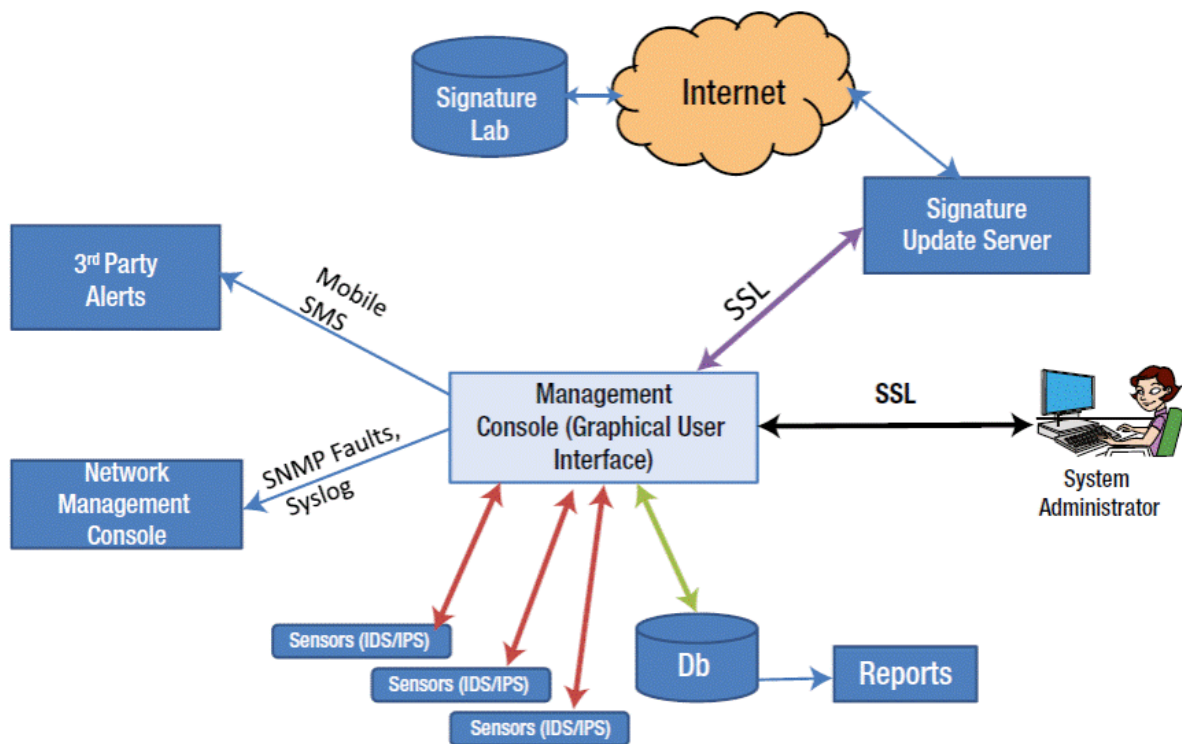 Signature
Lab
Internet
Signature
Update Server
3rd Party
Alerts
Mobile
SMS
SSL
Management
Console (Graphical User
Interface)
SSL
System
Administrator
Network
Management
Console
SNMP Faults,
Syslog
Sensors (IDS/IPS)
Sensors (IDS/IPS)
Sensors (IDS/IPS)
Db
Reports